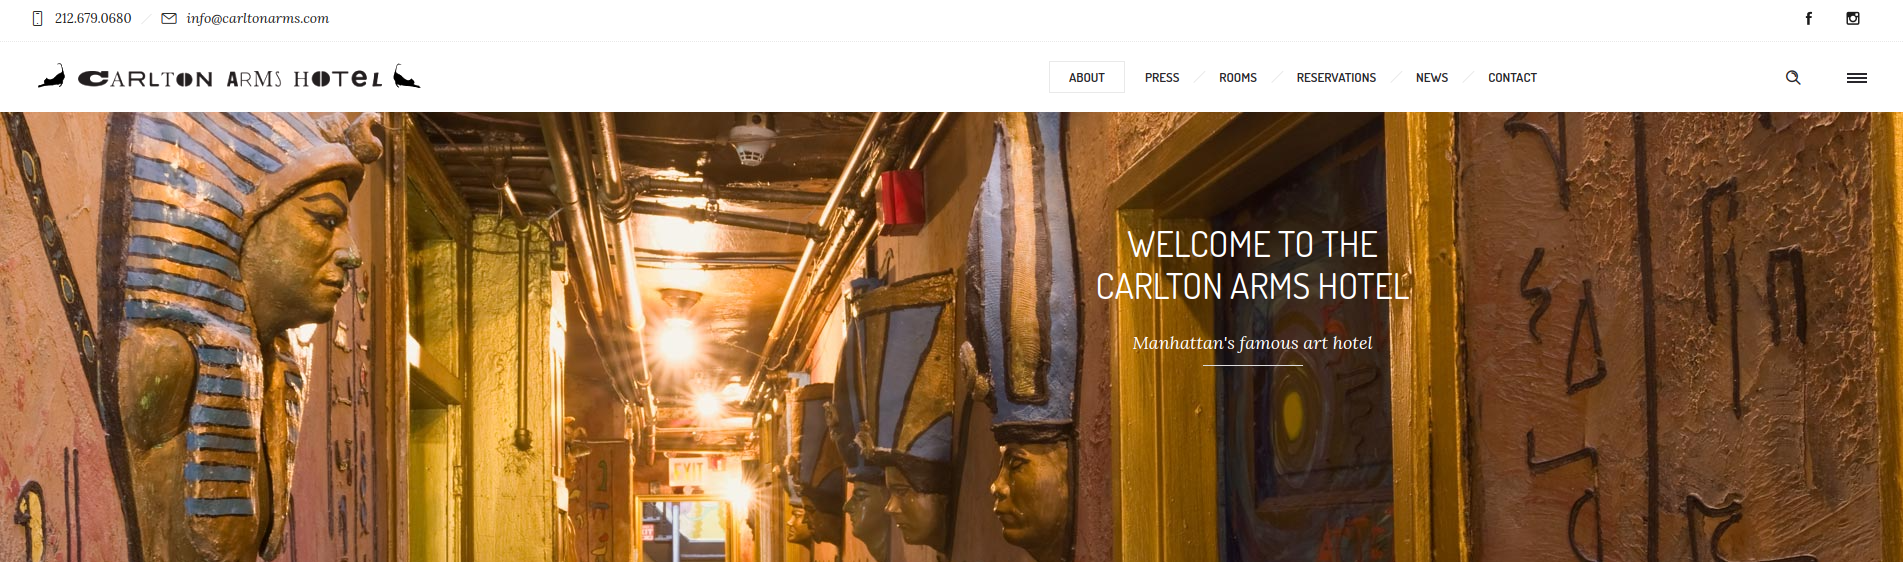 212.679.0680
info@carltonarms.com
CARLTON ARMS HOTEL
ABOUT
PRESS
ROOMS
RESERVATIONS
NEWS
CONTACT
WELCOME TO THE
CARLTON ARMS HOTEL
Manhattan's famous art hotel
EXIT